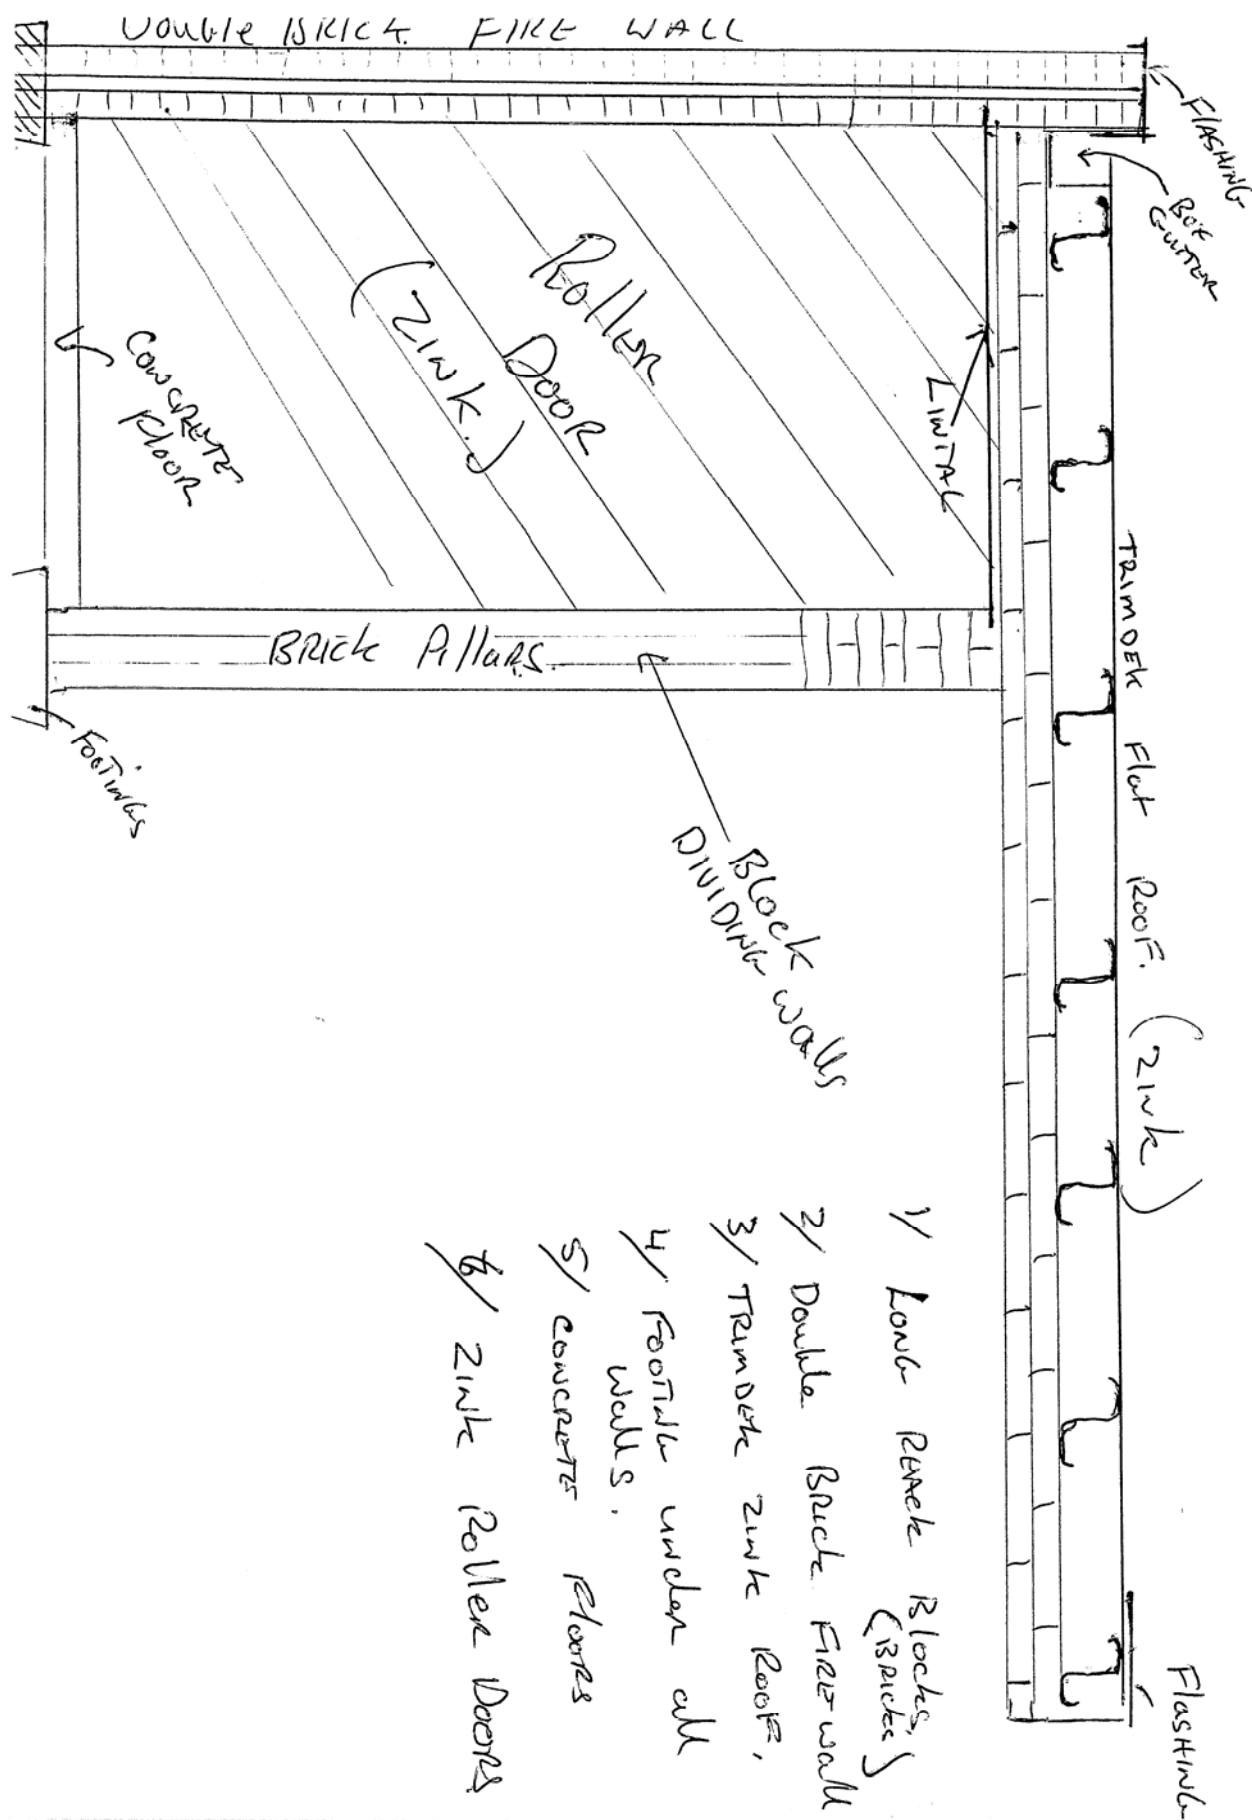 Double BRICK FIRE WALL
FLASHING
BOX
GUTTER
Roller
DOOR
(ZINK.)
LINTAL
CONCRETE
Floor
TRIMDEK Flat ROOF. (ZINK)
BRICK PillARS.
FOOTINGS
Block
DIVIDING walls
FlASHING
1/ LONG REACK Blocks,
(BRICKS)
2/ Double BRICK FIRE wall
3/ TRIMDEK ZINK ROOF,
4/ FOOTING under all
walls.
5/ CONCRETE Floors
6/ ZINK Roller DOORS